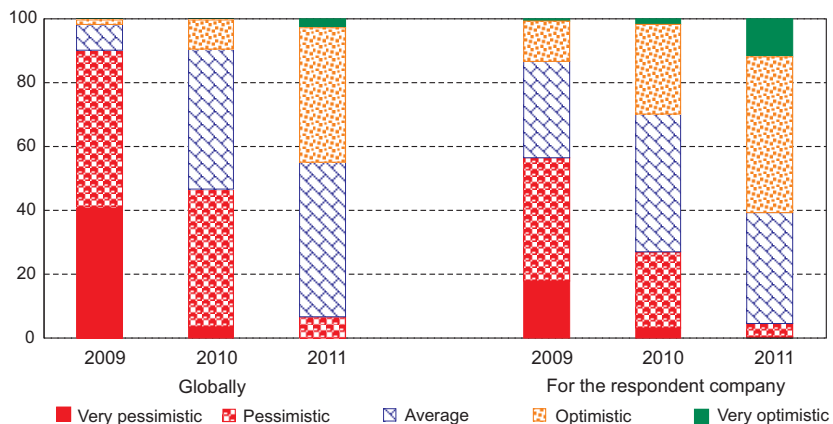 100
80
60
40
20
0
2009 2010 2011 2009 2010 2011
Globally For the respondent company
Very pessimistic Pessimistic Average Optimistic Very optimistic